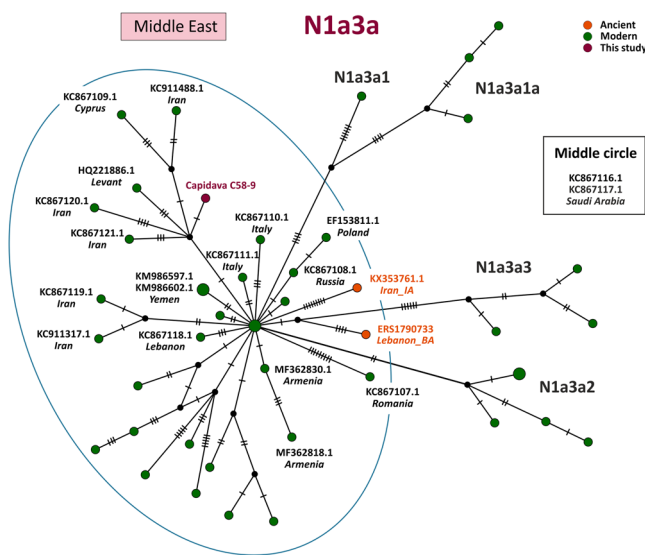 Middle East
N1a3a
Ancient
Modern
This study
N1a3a1
N1a3a1a
KC911488.1
Iran
KC867109.1
Cyprus
Middle circle
KC867116.1
KC867117.1
Saudi Arabia
HQ221886.1
Levant
Capidava C58-9
KC867120.1
Iran
KC867110.1
Italy
EF153811.1
Poland
KC867121.1
Iran
KC867111.1
Italy
KC867108.1
Russia
KM986597.1
KM986602.1
Yemen
KX353761.1
Iran_IA
N1a3a3
KC867119.1
Iran
KC911317.1
Iran
KC867118.1
Lebanon
ERS1790733
Lebanon_BA
MF362830.1
Armenia
KC867107.1
Romania
N1a3a2
MF362818.1
Armenia